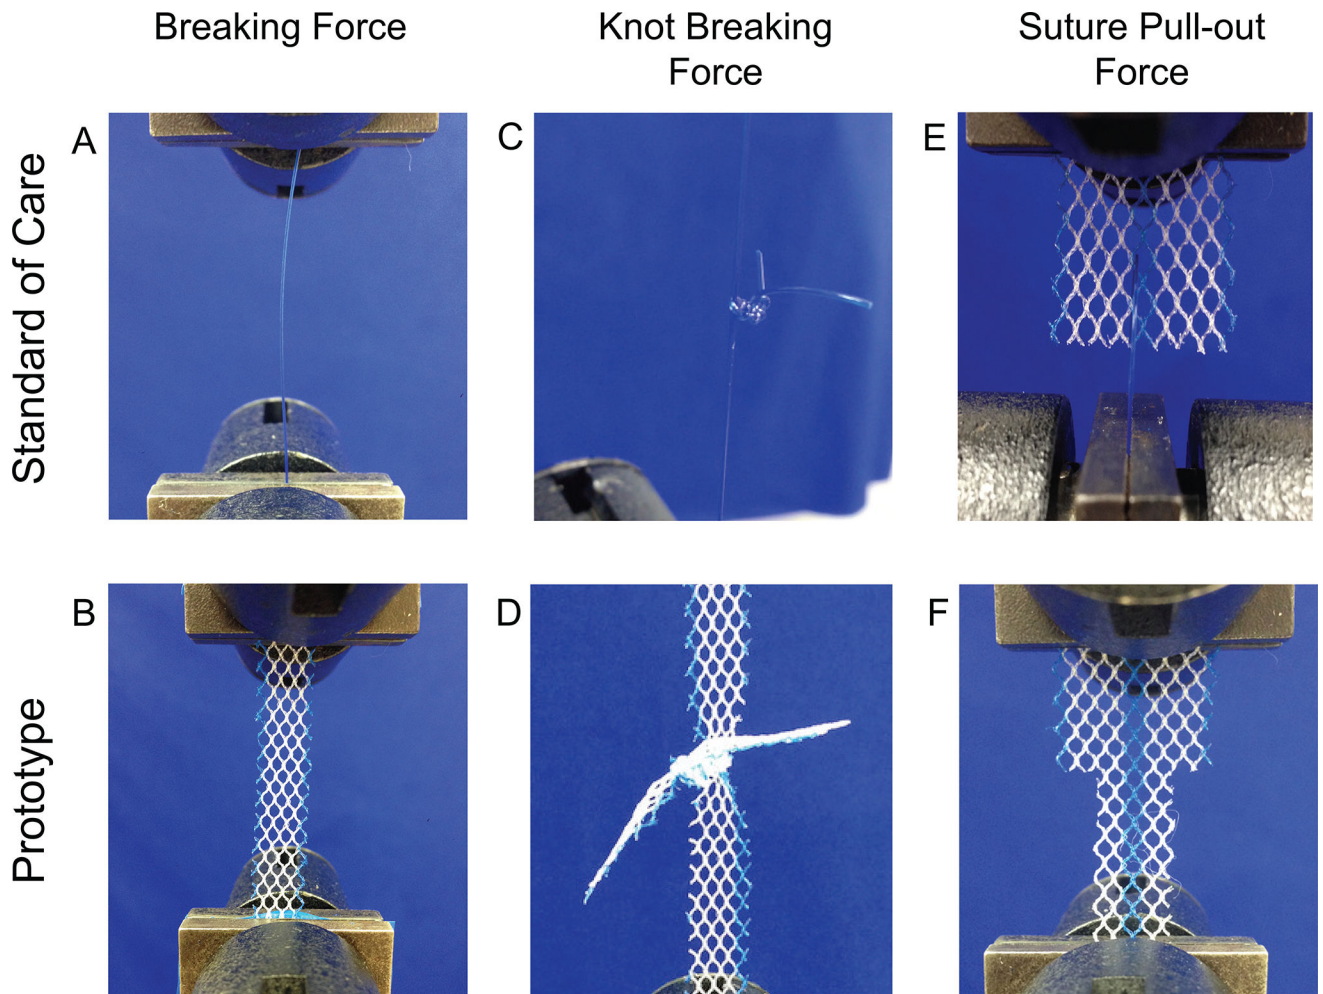 Breaking Force
Knot Breaking
Force
Suture Pull-out
Force
Standard of Care
A
C
E
Prototype
B
D
F